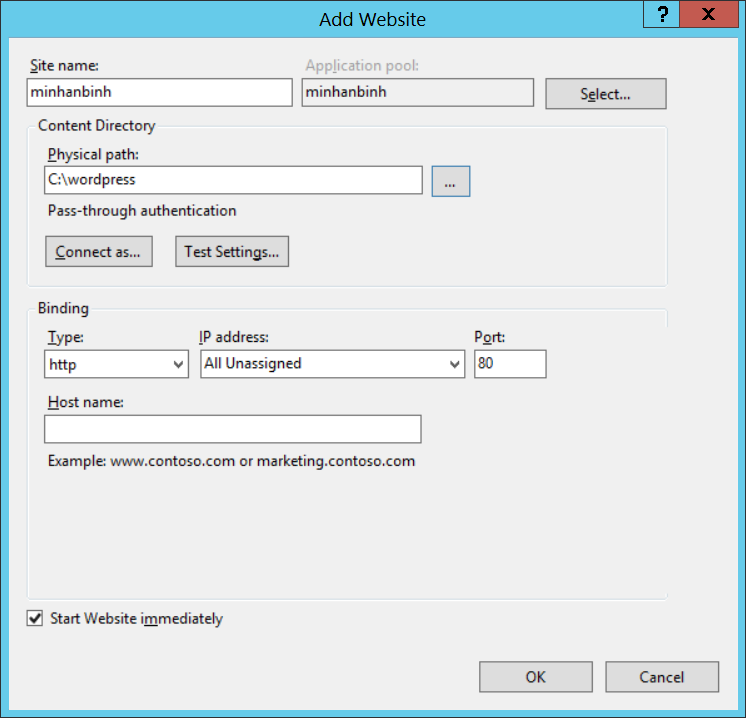 Add Website
? X
Site name: Application pool:
minhanbinh minhanbinh Select...
Content Directory
Physical path:
C:\wordpress ...
Pass-through authentication
Connect as... Test Settings...
Binding
Type: IP address: Port:
http All Unassigned 80
Host name:
Example: www.contoso.com or marketing.contoso.com
Start Website immediately
OK Cancel